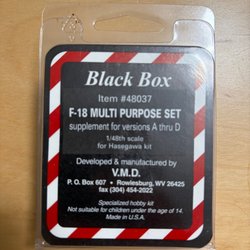 Black Box
Item #48037
F-18 MULTI PURPOSE SET
supplement for versions A thru D
1/48th scale
for Hasegawa kit
Developed & manufactured by
V.M.D.
P. O. Box 607 • Rowlesburg, WV 26425
fax (304) 454-2022
Specialized hobby kit
Not suitable for children under the age of 14.
Made in U.S.A.